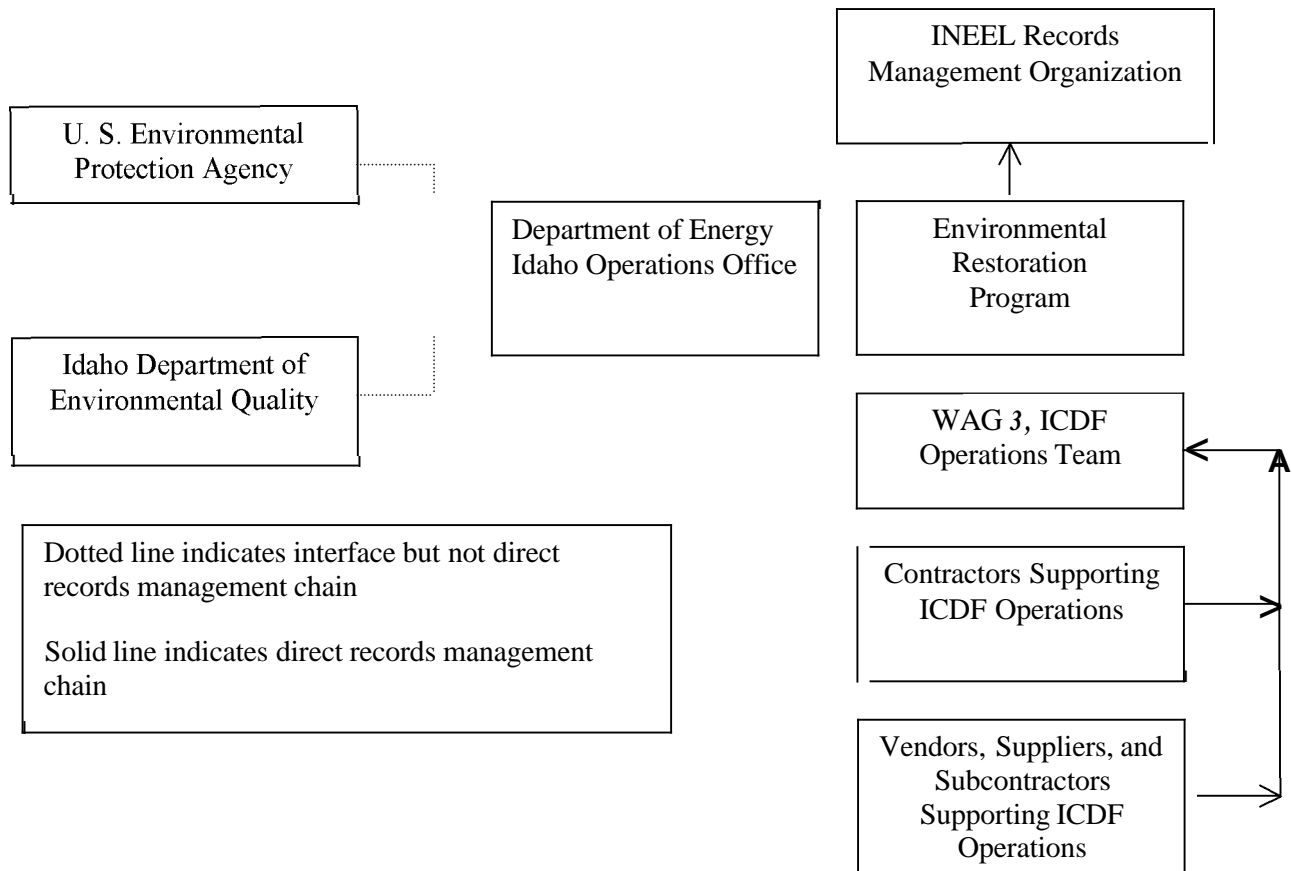 INEEL Records
Management Organization
U. S. Environmental
Protection Agency
Department of Energy
Idaho Operations Office
Environmental
Restoration
Program
Idaho Department of
Environmental Quality
WAG 3, ICDF
Operations Team
A
Dotted line indicates interface but not direct
records management chain
Solid line indicates direct records management
chain
Contractors Supporting
ICDF Operations
Vendors, Suppliers, and
Subcontractors
Supporting ICDF
Operations